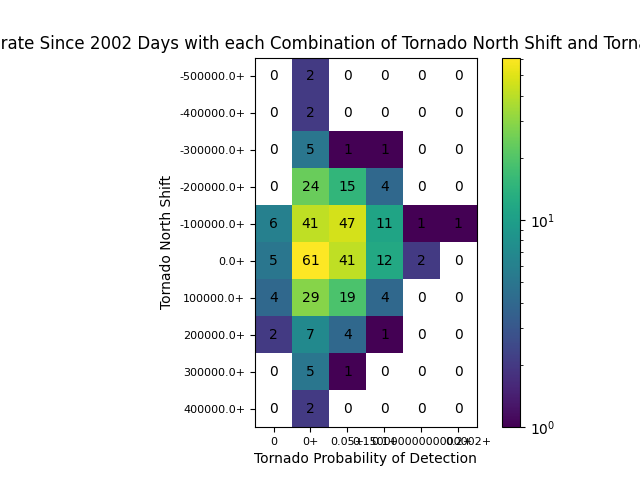 rate Since 2002 Days with each Combination of Tornado North Shift and Torna
-500000.0+ 0 2 0 0 0 0
-400000.0+ 0 2 0 0 0 0
-300000.0+ 0 5 1 1 0 0
-200000.0+ 0 24 15 4 0 0
-100000.0+ 6 41 47 11 1 1
0.0+ 5 61 41 12 2 0
100000.0+ 4 29 19 4 0 0
200000.0+ 2 7 4 1 0 0
300000.0+ 0 5 1 0 0 0
400000.0+ 0 2 0 0 0 0
Tornado North Shift
0 0+ 0.05+
Tornado Probability of Detection
10^1
10^0